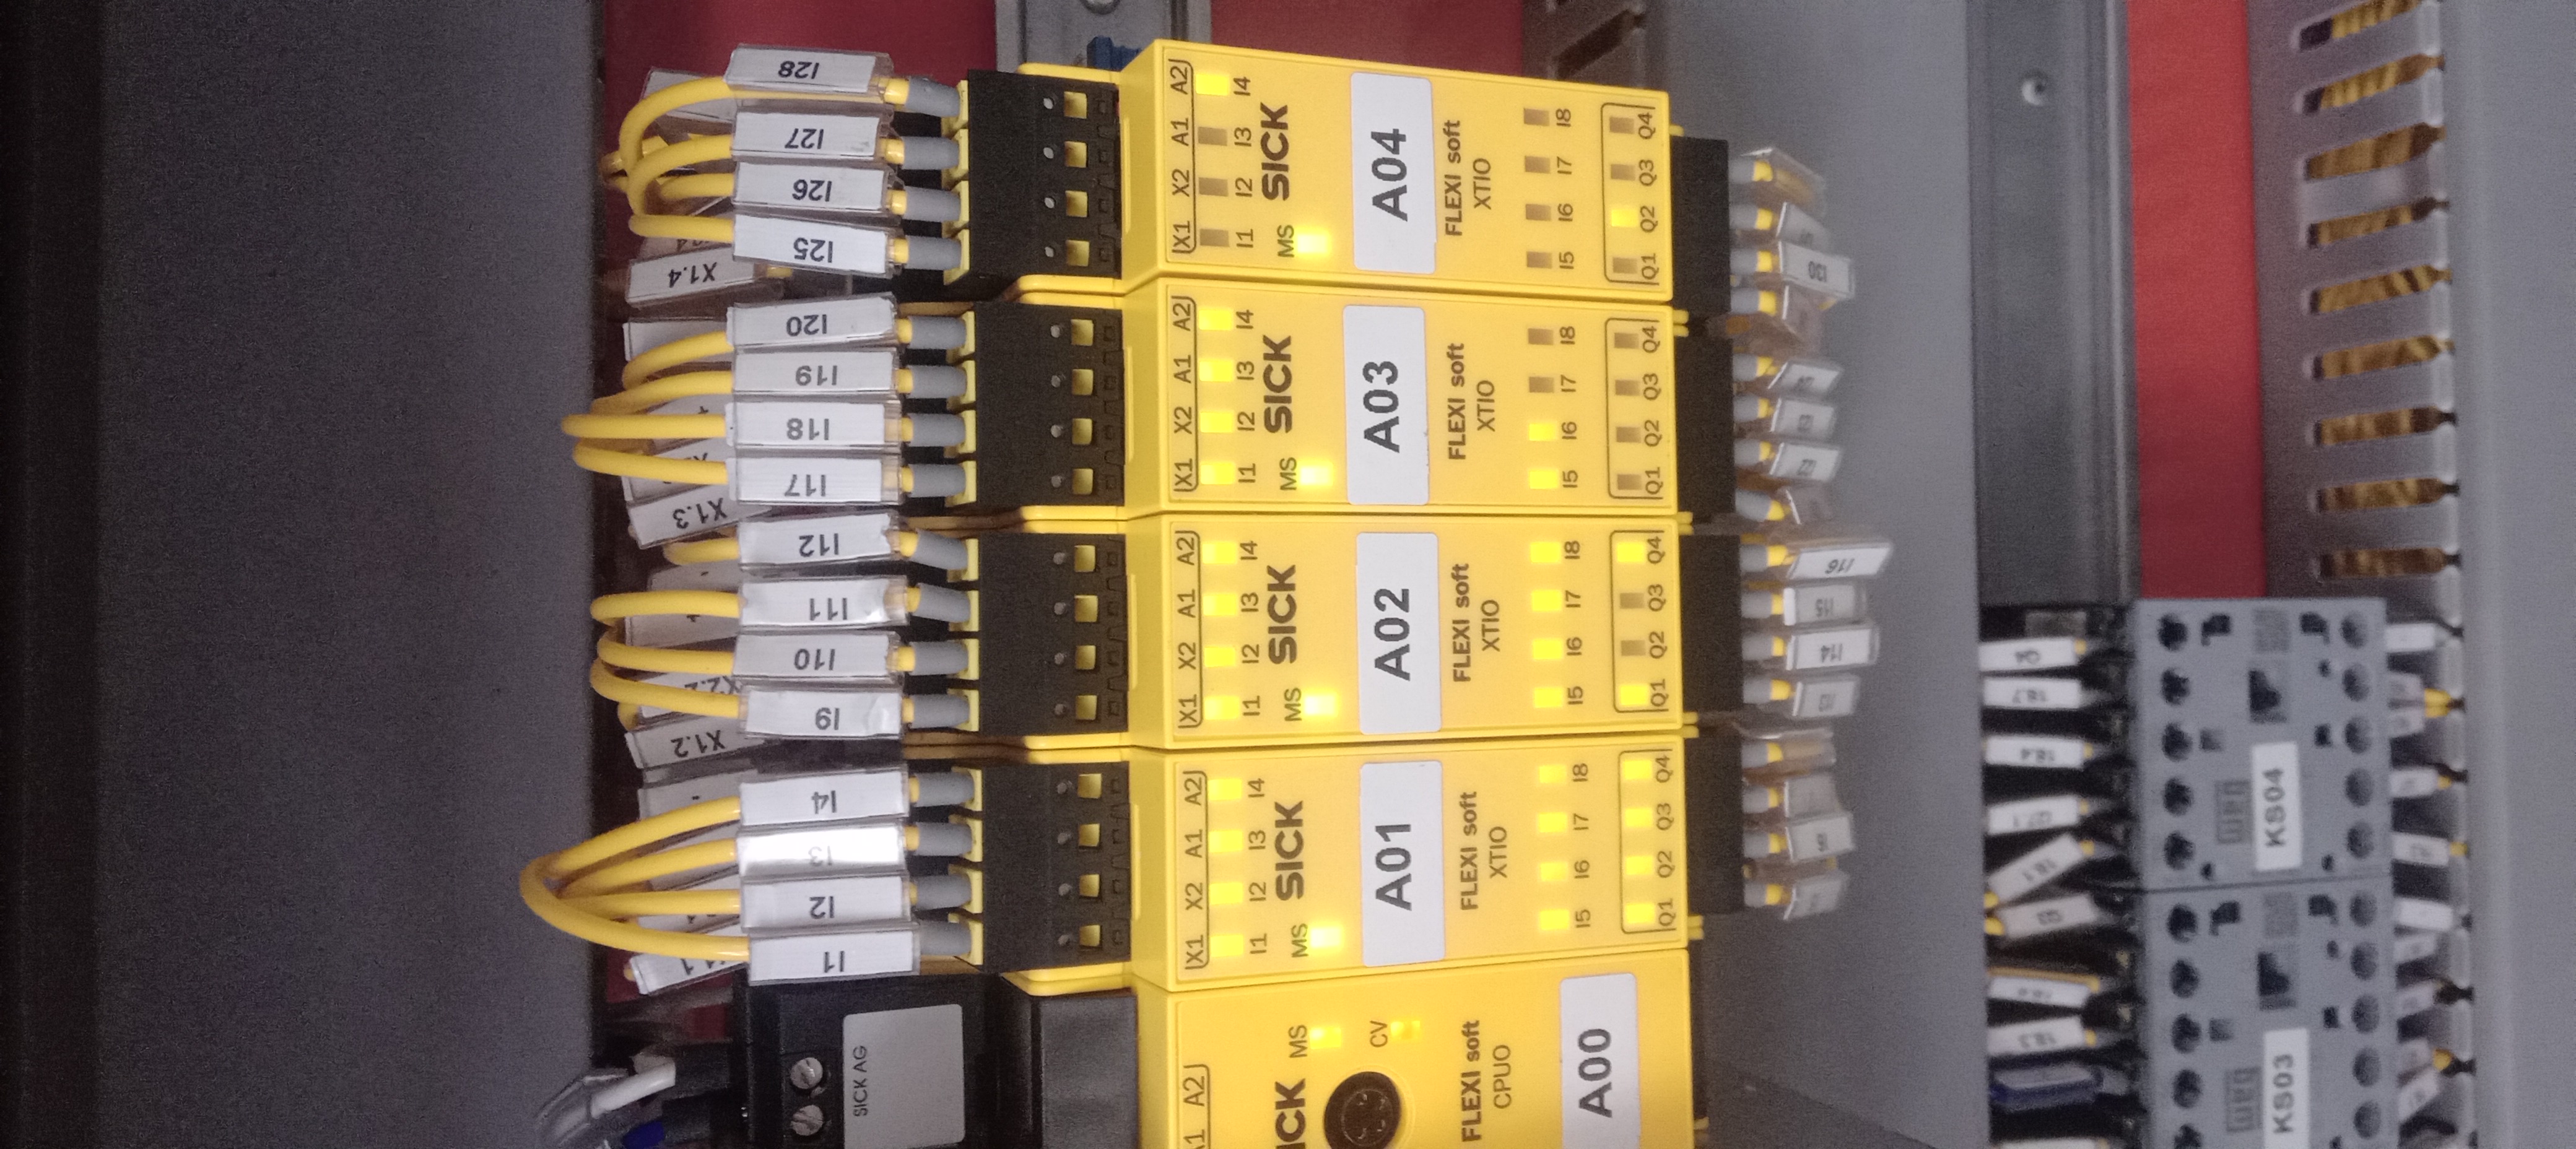 X1.2
X1.3
X1.4
I1
I2
I3
I4
I9
I10
I11
I12
I17
I18
I19
I20
I25
I26
I27
I28
SICK AG
A2
X1 X2 A1 A2
I1 I2 I3 I4
MS SICK
A01
FLEXI soft
XTIO
I5 I6 I7 I8
Q1 Q2 Q3 Q4
X1 X2 A1 A2
I1 I2 I3 I4
MS SICK
A02
FLEXI soft
XTIO
I5 I6 I7 I8
Q1 Q2 Q3 Q4
X1 X2 A1 A2
I1 I2 I3 I4
MS SICK
A03
FLEXI soft
XTIO
I5 I6 I7 I8
Q1 Q2 Q3 Q4
X1 X2 A1 A2
I1 I2 I3 I4
MS SICK
A04
FLEXI soft
XTIO
I5 I6 I7 I8
Q1 Q2 Q3 Q4
ICK MS
CV
FLEXI soft
CPU0
A00
I14
I15
I16
I30
18.4
18.7
Q4
KS03
KS04